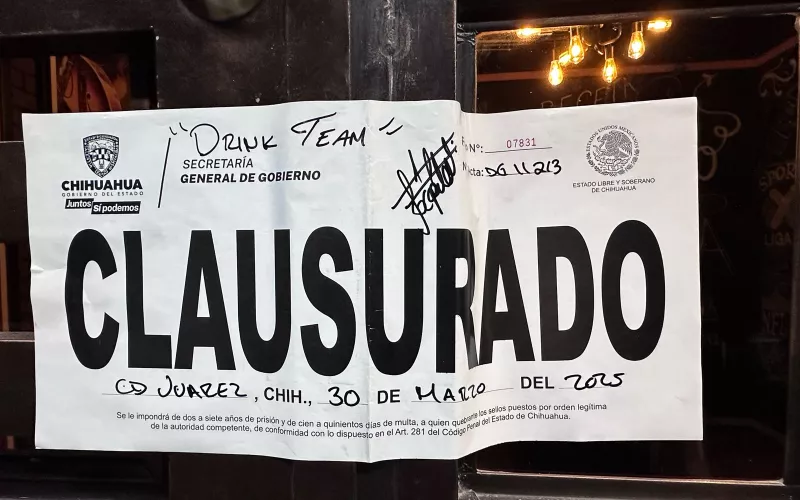 "DRINK TEAM"
CHIHUAHUA
GOBIERNO DEL ESTADO
Juntos Sí podemos
SECRETARÍA
GENERAL DE GOBIERNO
Nº: 07831
cta: DG 11213
ESTADOS UNIDOS MEXICANOS
ESTADO LIBRE Y SOBERANO
DE CHIHUAHUA
CLAUSURADO
CD JUAREZ, CHIH., 30 DE MARZO DEL 2025
Se le impondrá de dos a siete años de prisión y de cien a quinientos días de multa, a quien quebrante los sellos puestos por orden legítima
de la autoridad competente, de conformidad con lo dispuesto en el Art. 281 del Código Penal del Estado de Chihuahua.